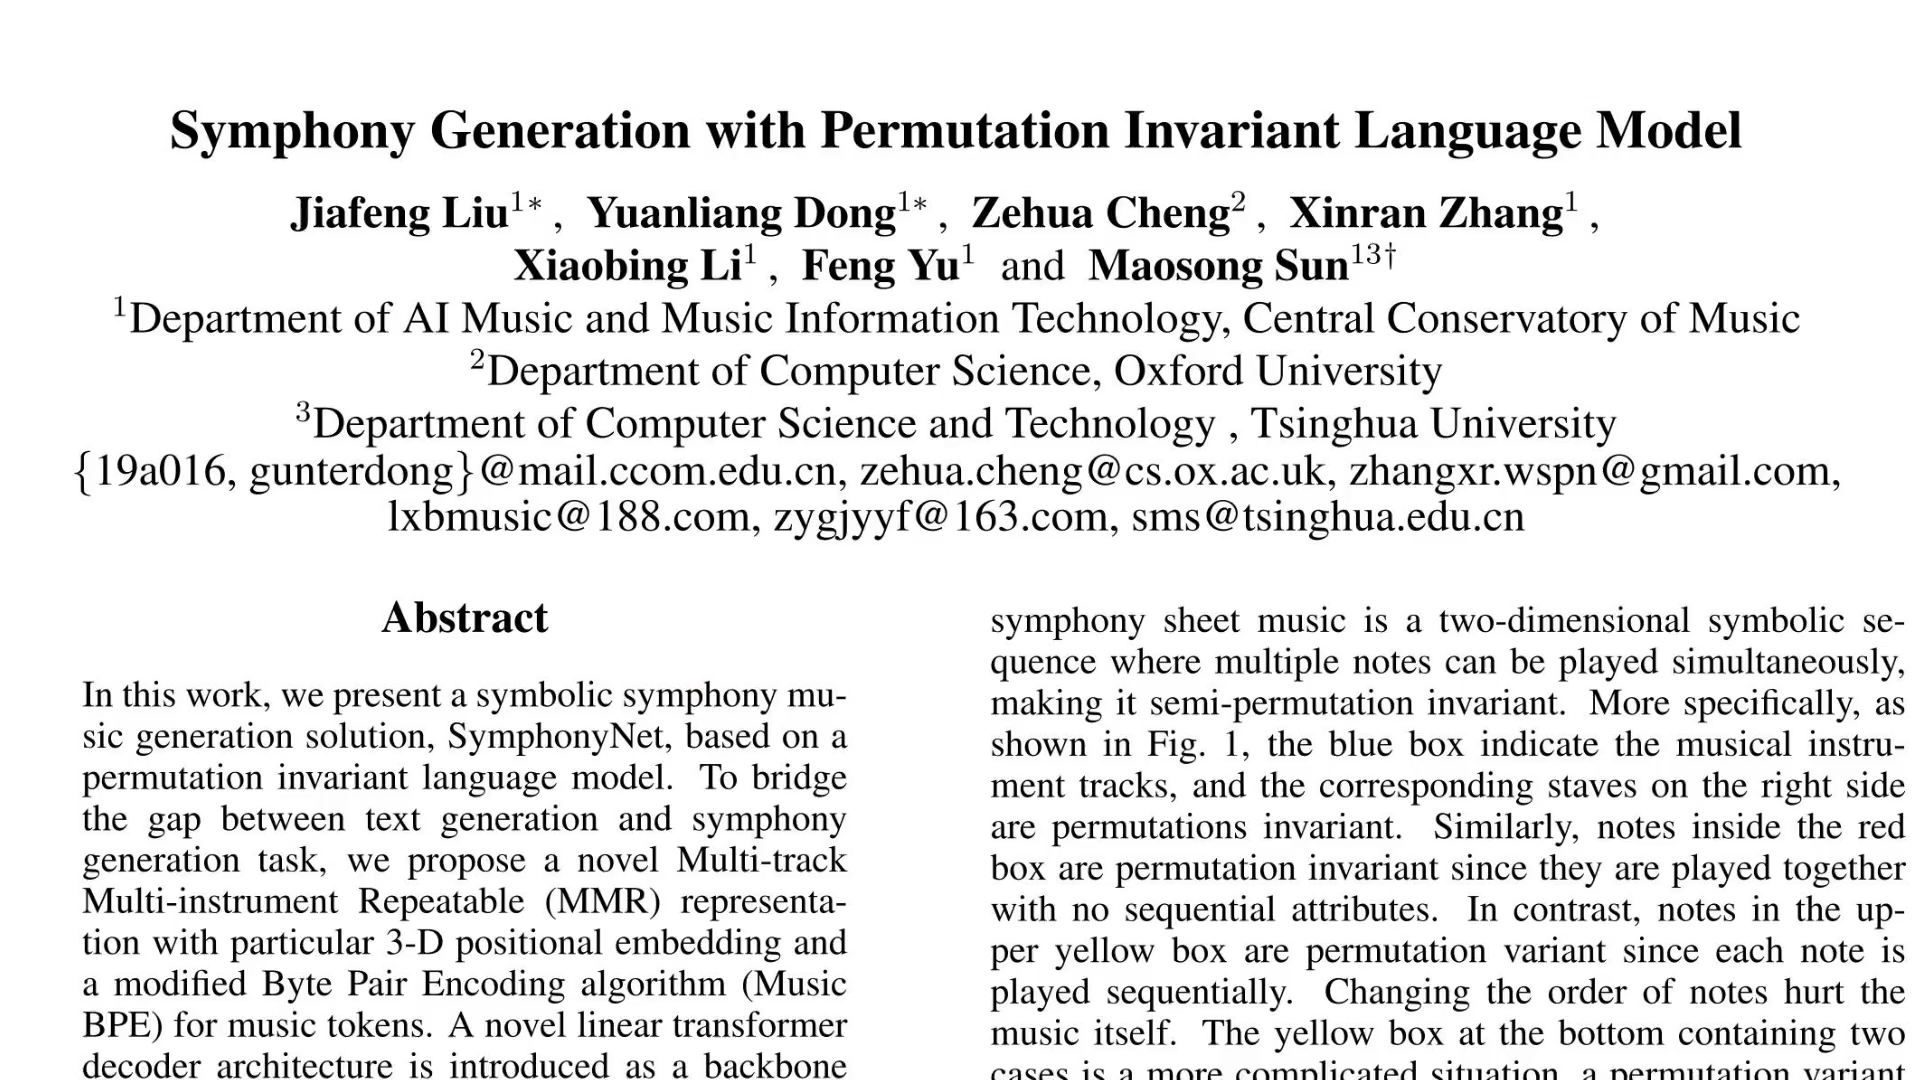 Symphony Generation with Permutation Invariant Language Model
Jiafeng Liu¹* , Yuanliang Dong¹* , Zehua Cheng² , Xinran Zhang¹ ,
Xiaobing Li¹ , Feng Yu¹ and Maosong Sun¹³†
¹Department of AI Music and Music Information Technology, Central Conservatory of Music
²Department of Computer Science, Oxford University
³Department of Computer Science and Technology , Tsinghua University
{19a016, gunterdong}@mail.ccom.edu.cn, zehua.cheng@cs.ox.ac.uk, zhangxr.wspn@gmail.com,
lxbmusic@188.com, zygjyyf@163.com, sms@tsinghua.edu.cn
Abstract
In this work, we present a symbolic symphony mu-
sic generation solution, SymphonyNet, based on a
permutation invariant language model. To bridge
the gap between text generation and symphony
generation task, we propose a novel Multi-track
Multi-instrument Repeatable (MMR) representa-
tion with particular 3-D positional embedding and
a modified Byte Pair Encoding algorithm (Music
BPE) for music tokens. A novel linear transformer
decoder architecture is introduced as a backbone
symphony sheet music is a two-dimensional symbolic se-
quence where multiple notes can be played simultaneously,
making it semi-permutation invariant. More specifically, as
shown in Fig. 1, the blue box indicate the musical instru-
ment tracks, and the corresponding staves on the right side
are permutations invariant. Similarly, notes inside the red
box are permutation invariant since they are played together
with no sequential attributes. In contrast, notes in the up-
per yellow box are permutation variant since each note is
played sequentially. Changing the order of notes hurt the
music itself. The yellow box at the bottom containing two
cases is a more complicated situation, a permutation variant